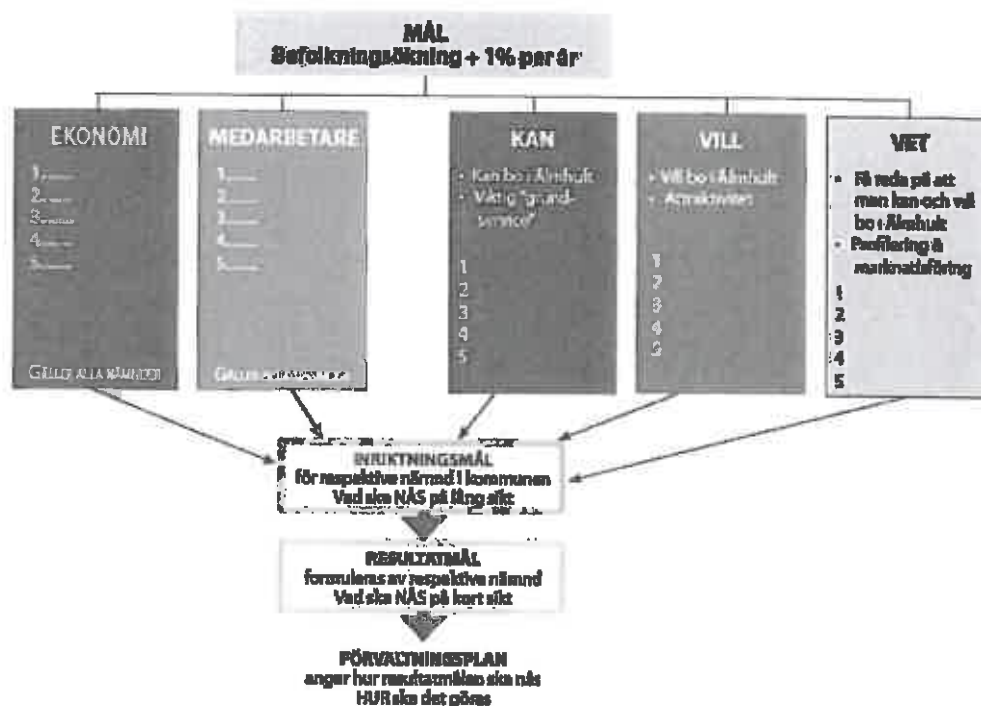 MÅL
Befolkningsökning + 1% per år
EKONOMI
1........
2........
3........
4........
5........
GÄLLER ALLA NÄMNDER
MEDARBETARE
1........
2........
3........
4........
5........
GÄLLER
KAN
• Kan bo i Älmhult
• Viktig "grund-
service"
1
2
3
4
5
VILL
• Vill bo i Älmhult
• Attraktivitet
1
2
3
4
5
VET
• Få reda på att
man kan och vill
bo i Älmhult
• Profilering &
marknadsföring
1
2
3
4
5
INRIKTNINGSMÅL
för respektive nämnd i kommunen
Vad ska NÅS på lång sikt
RESULTATMÅL
formuleras av respektive nämnd
Vad ska NÅS på kort sikt
FÖRVALTNINGSPLAN
anger hur resultatmålen ska nås
HUR ska det göras